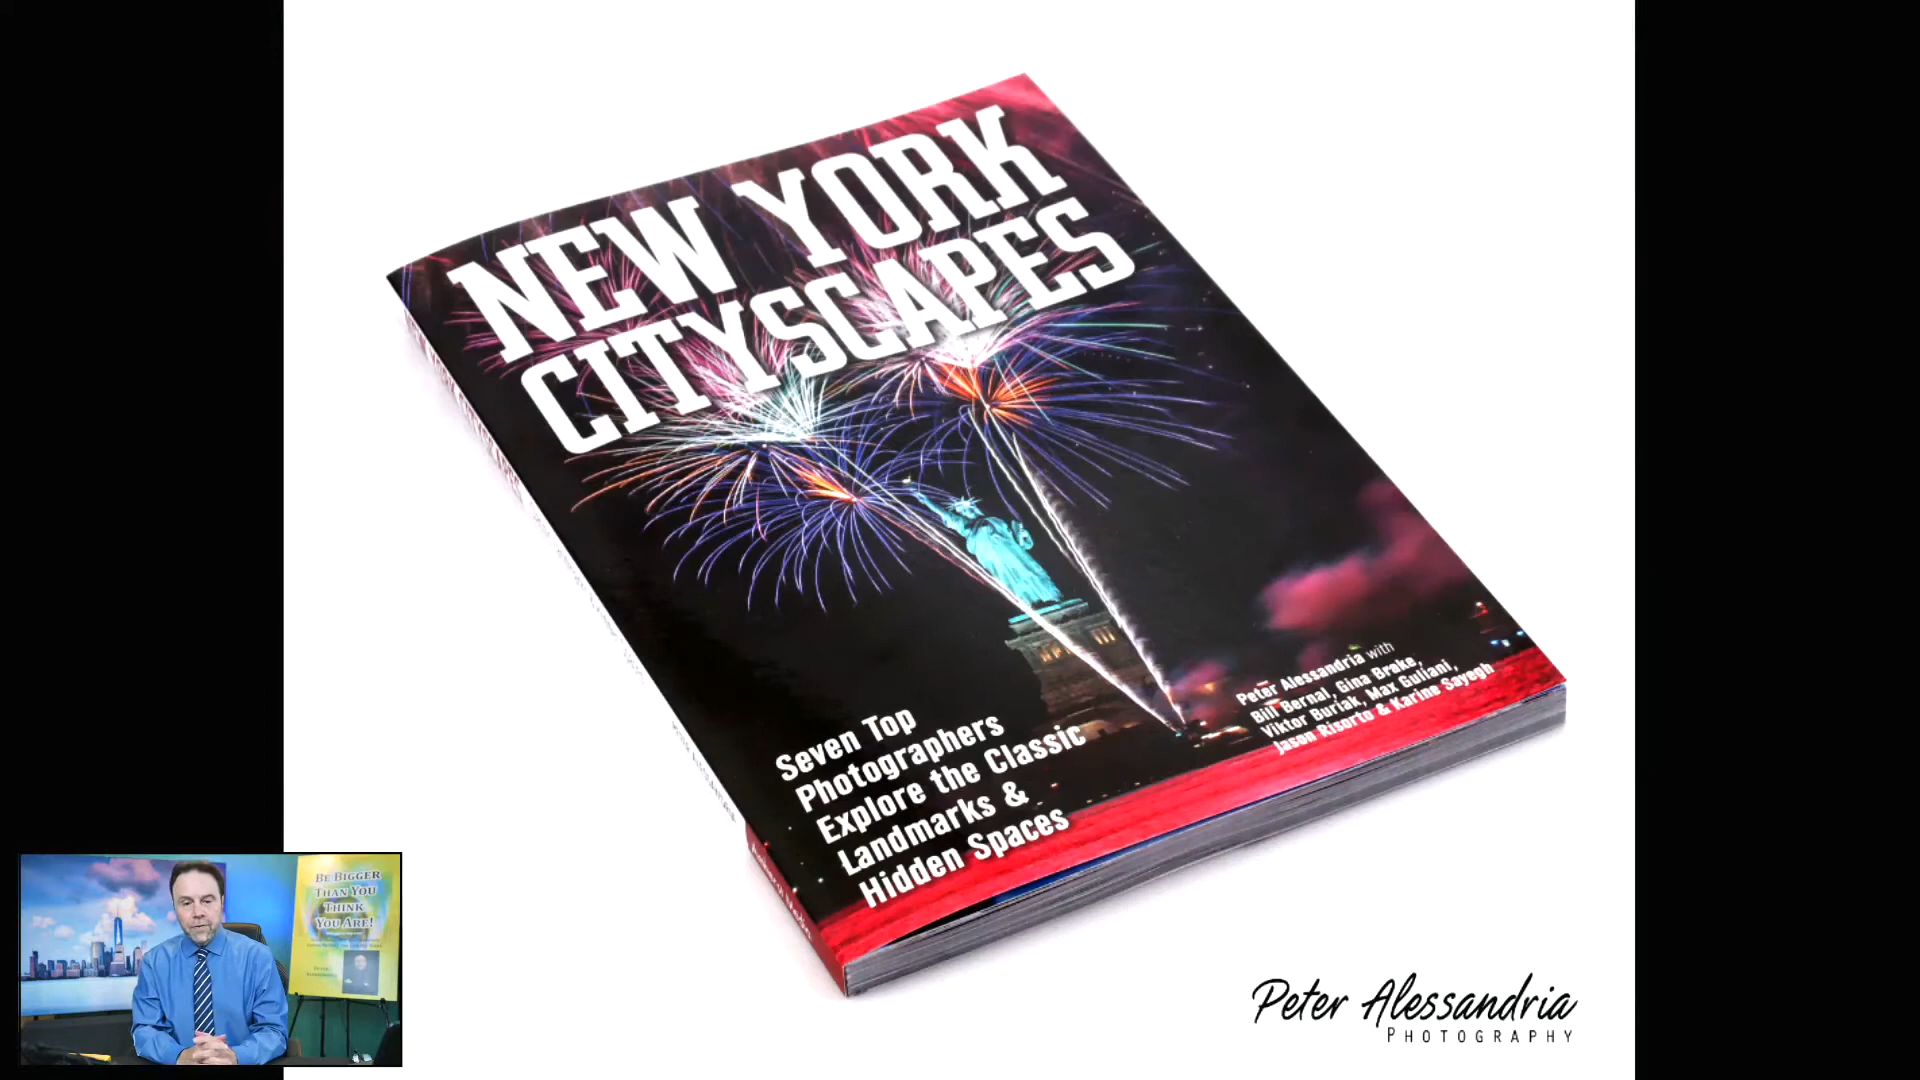 NEW YORK
CITYSCAPES
Seven Top
Photographers
Explore the Classic
Landmarks &
Hidden Spaces
Peter Alessandria with
Bill Bernal, Gina Brake,
Viktor Buriak, Max Guliani,
Jason Risorto & Karine Sayegh
Peter Alessandria
PHOTOGRAPHY
BE BIGGER
THAN YOU
THINK
YOU ARE!